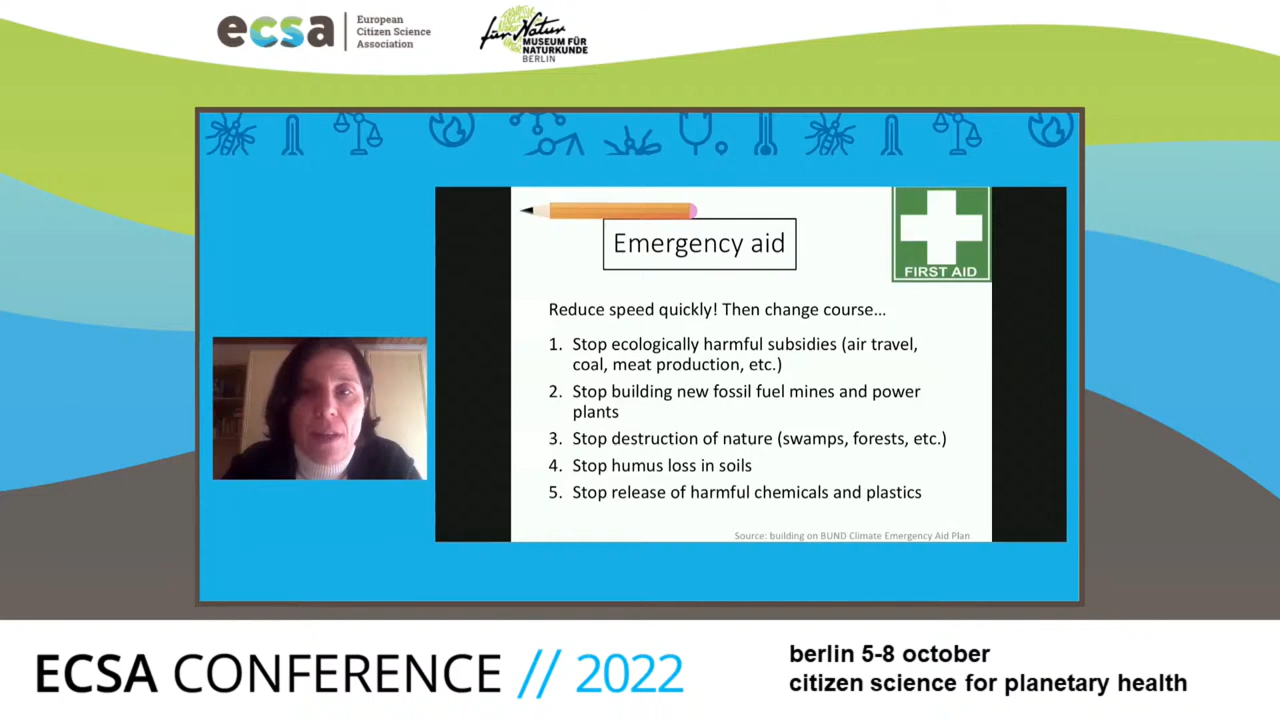 ecsa
European
Citizen Science
Association
für Natur
MUSEUM FÜR
NATURKUNDE
BERLIN
Emergency aid
FIRST AID
Reduce speed quickly! Then change course...
1. Stop ecologically harmful subsidies (air travel,
coal, meat production, etc.)
2. Stop building new fossil fuel mines and power
plants
3. Stop destruction of nature (swamps, forests, etc.)
4. Stop humus loss in soils
5. Stop release of harmful chemicals and plastics
Source: building on BUND Climate Emergency Aid Plan
ECSA CONFERENCE // 2022
berlin 5-8 october
citizen science for planetary health